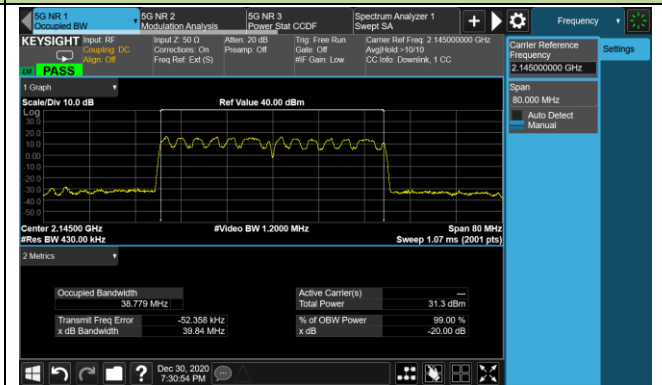 5G NR 1
Occupied BW
5G NR 2
Modulation Analysis
5G NR 3
Power Stat CCDF
Spectrum Analyzer 1
Swept SA
Frequency
KEYSIGHT
Input: RF
Coupling: DC
Align: Off
Input Z: 50 Ω
Corrections: On
Freq Ref: Ext (S)
Atten: 20 dB
Preamp: Off
Trig: Free Run
Gate: Off
#IF Gain: Low
Carrier Ref Freq: 2.145000000 GHz
Avg|Hold:>10/10
CC Info: Downlink, 1 CC
PASS
Carrier Reference
Frequency
2.145000000 GHz
Settings
Span
80.000 MHz
Auto Detect
Manual
1 Graph
Scale/Div 10.0 dB
Ref Value 40.00 dBm
Log
30.0
20.0
10.0
0.00
-10.0
-20.0
-30.0
-40.0
-50.0
Center 2.14500 GHz
#Video BW 1.2000 MHz
Span 80 MHz
#Res BW 430.00 kHz
Sweep 1.07 ms (2001 pts)
2 Metrics
Occupied Bandwidth
38.779 MHz
Active Carrier(s)
---
Total Power
31.3 dBm
Transmit Freq Error
-52.358 kHz
% of OBW Power
99.00 %
x dB Bandwidth
39.84 MHz
x dB
-20.00 dB
Dec 30, 2020
7:30:54 PM